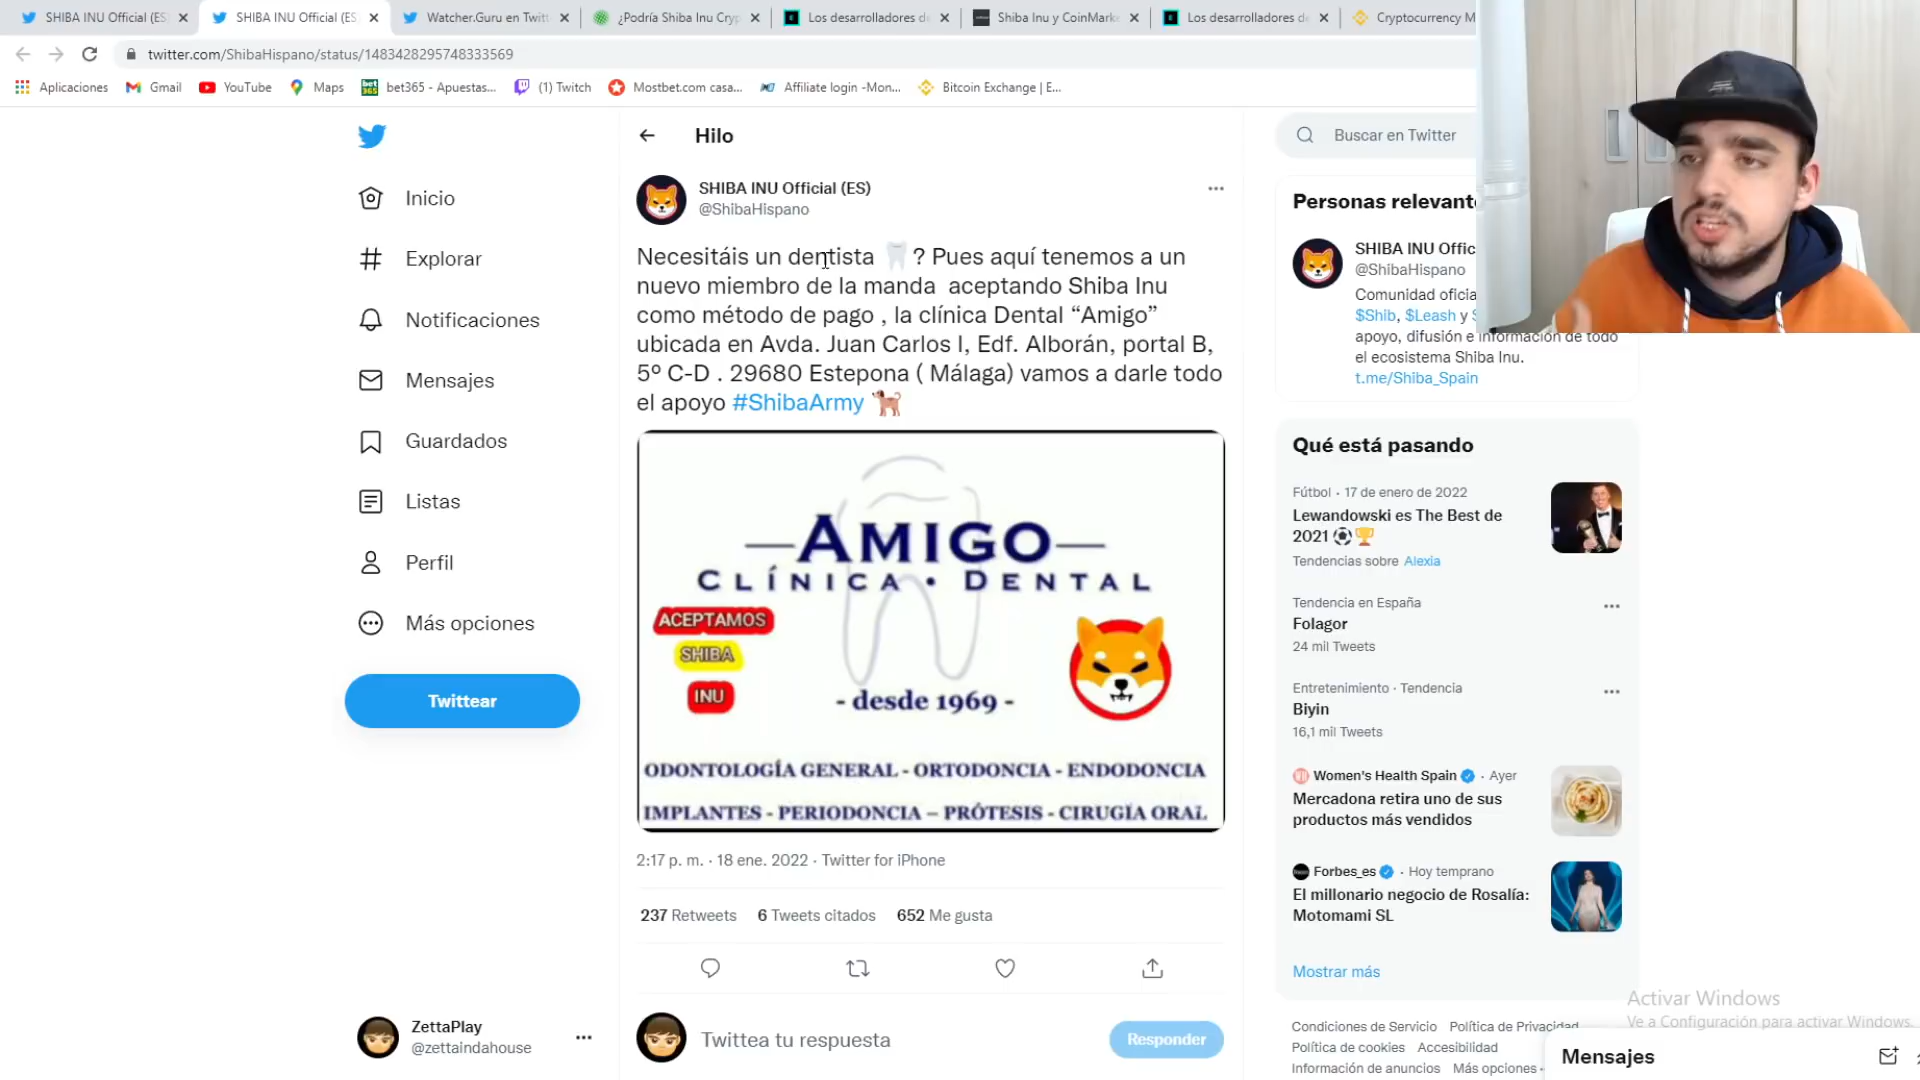 SHIBA INU Official (ES
SHIBA INU Official (ES
Watcher.Guru en Twitt
¿Podría Shiba Inu Cryp
Los desarrolladores d
Shiba Inu y CoinMark
Los desarrolladores de
Cryptocurrency M
twitter.com/ShibaHispano/status/1483428295748333569
Aplicaciones
Gmail
YouTube
Maps
bet365 - Apuestas...
(1) Twitch
Mostbet.com casa...
Affiliate login -Mon...
Bitcoin Exchange | E...
Inicio
Explorar
Notificaciones
Mensajes
Guardados
Listas
Perfil
Más opciones
Twittear
ZettaPlay
@zettaindahouse
Hilo
SHIBA INU Official (ES)
@ShibaHispano
Necesitáis un dentista 🦷? Pues aquí tenemos a un
nuevo miembro de la manda aceptando Shiba Inu
como método de pago , la clínica Dental “Amigo”
ubicada en Avda. Juan Carlos I, Edf. Alborán, portal B,
5º C-D . 29680 Estepona ( Málaga) vamos a darle todo
el apoyo #ShibaArmy 🐕
AMIGO
CLÍNICA • DENTAL
ACEPTAMOS
SHIBA
INU
- desde 1969 -
ODONTOLOGÍA GENERAL - ORTODONCIA - ENDODONCIA
IMPLANTES - PERIODONCIA – PRÓTESIS - CIRUGÍA ORAL
2:17 p. m. · 18 ene. 2022 · Twitter for iPhone
237 Retweets 6 Tweets citados 652 Me gusta
Twittea tu respuesta
Responder
Buscar en Twitter
Personas relevante
SHIBA INU Offic
@ShibaHispano
Comunidad oficia
$Shib, $Leash y
apoyo, difusión e información de todo
el ecosistema Shiba Inu.
t.me/Shiba_Spain
Qué está pasando
Fútbol · 17 de enero de 2022
Lewandowski es The Best de
2021 ⚽🏆
Tendencias sobre Alexia
Tendencia en España
Folagor
24 mil Tweets
Entretenimiento · Tendencia
Biyin
16,1 mil Tweets
Women's Health Spain · Ayer
Mercadona retira uno de sus
productos más vendidos
Forbes_es · Hoy temprano
El millonario negocio de Rosalía:
Motomami SL
Mostrar más
Activar Windows
Ve a Configuración para activar Windows.
Condiciones de Servicio Política de Privacidad
Política de cookies Accesibilidad
Información de anuncios Más opciones
Mensajes